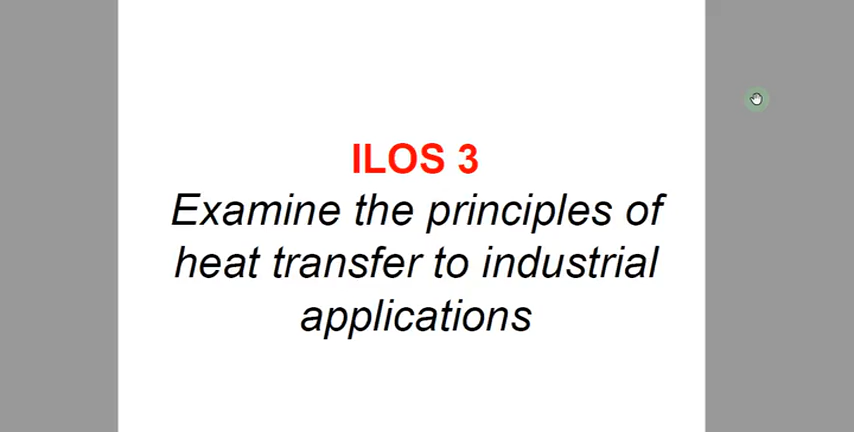 ILOS 3
Examine the principles of
heat transfer to industrial
applications